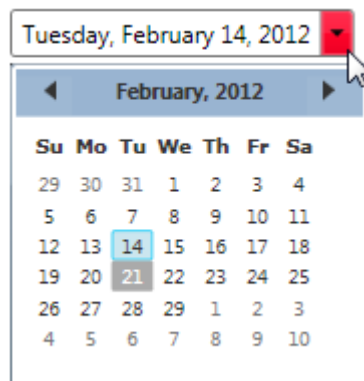 Tuesday, February 14, 2012
February, 2012
Su Mo Tu We Th Fr Sa
29 30 31 1 2 3 4
5 6 7 8 9 10 11
12 13 14 15 16 17 18
19 20 21 22 23 24 25
26 27 28 29 1 2 3
4 5 6 7 8 9 10